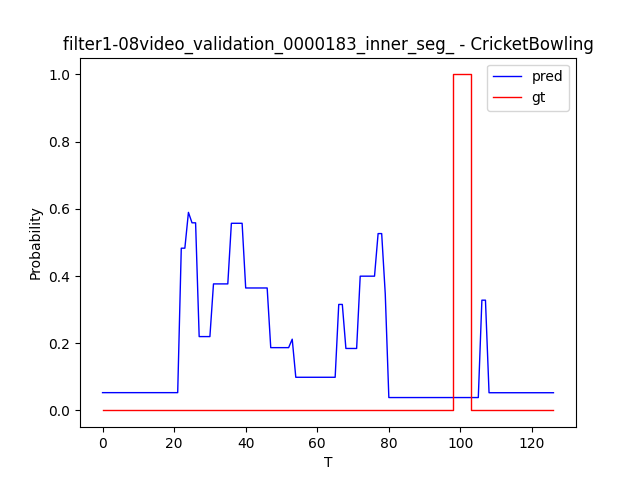 filter1-08video_validation_0000183_inner_seg_ - CricketBowling
pred
gt
1.0
0.8
0.6
0.4
0.2
0.0
Probability
0 20 40 60 80 100 120
T